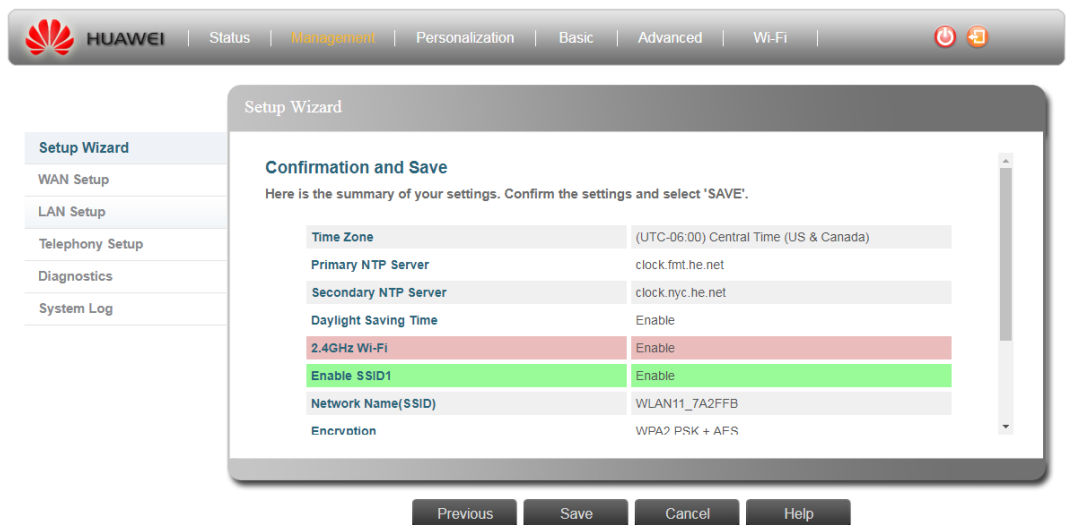 HUAWEI | Status | Management | Personalization | Basic | Advanced | Wi-Fi |
Setup Wizard
Setup Wizard
WAN Setup
LAN Setup
Telephony Setup
Diagnostics
System Log
Confirmation and Save
Here is the summary of your settings. Confirm the settings and select 'SAVE'.
Time Zone (UTC-06:00) Central Time (US & Canada)
Primary NTP Server clock.fmt.he.net
Secondary NTP Server clock.nyc.he.net
Daylight Saving Time Enable
2.4GHz Wi-Fi Enable
Enable SSID1 Enable
Network Name(SSID) WLAN11_7A2FFB
Encryption WPA2 PSK + AES
Previous Save Cancel Help